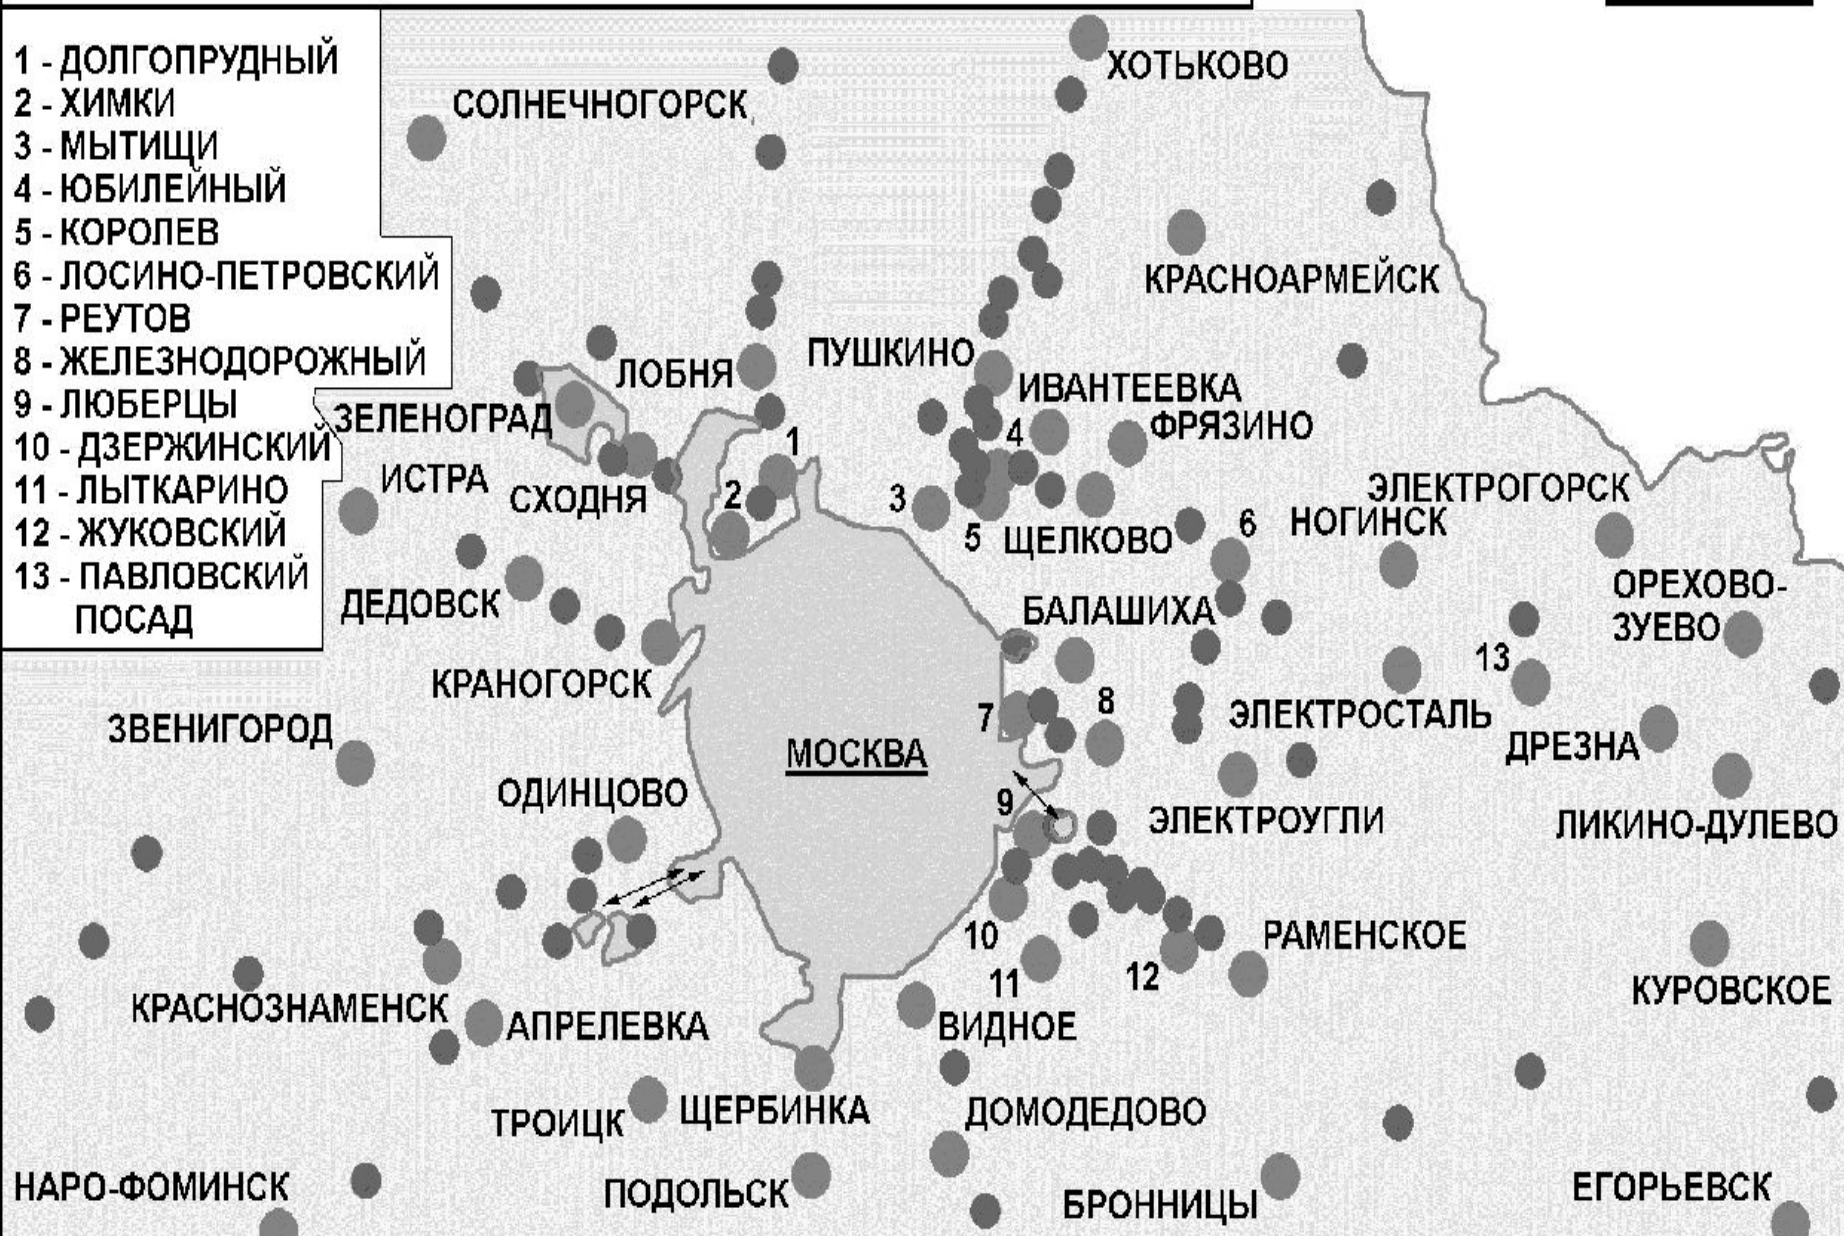 1 - ДОЛГОПРУДНЫЙ
2 - ХИМКИ
3 - МЫТИЩИ
4 - ЮБИЛЕЙНЫЙ
5 - КОРОЛЕВ
6 - ЛОСИНО-ПЕТРОВСКИЙ
7 - РЕУТОВ
8 - ЖЕЛЕЗНОДОРОЖНЫЙ
9 - ЛЮБЕРЦЫ
10 - ДЗЕРЖИНСКИЙ
11 - ЛЫТКАРИНО
12 - ЖУКОВСКИЙ
13 - ПАВЛОВСКИЙ
ПОСАД
ХОТЬКОВО
СОЛНЕЧНОГОРСК
КРАСНОАРМЕЙСК
ПУШКИНО
ЛОБНЯ
ИВАНТЕЕВКА
ЗЕЛЕНОГРАД
ФРЯЗИНО
4
1
ИСТРА
СХОДНЯ
2
3
5
ЩЕЛКОВО
6
ЭЛЕКТРОГОРСК
НОГИНСК
ОРЕХОВО-
ЗУЕВО
ДЕДОВСК
БАЛАШИХА
13
КРАНОГОРСК
7
8
ЭЛЕКТРОСТАЛЬ
ЗВЕНИГОРОД
МОСКВА
ДРЕЗНА
ОДИНЦОВО
9
ЭЛЕКТРОУГЛИ
ЛИКИНО-ДУЛЕВО
10
РАМЕНСКОЕ
11
12
КУРОВСКОЕ
КРАСНОЗНАМЕНСК
АПРЕЛЕВКА
ВИДНОЕ
ТРОИЦК
ЩЕРБИНКА
ДОМОДЕДОВО
НАРО-ФОМИНСК
ПОДОЛЬСК
БРОННИЦЫ
ЕГОРЬЕВСК